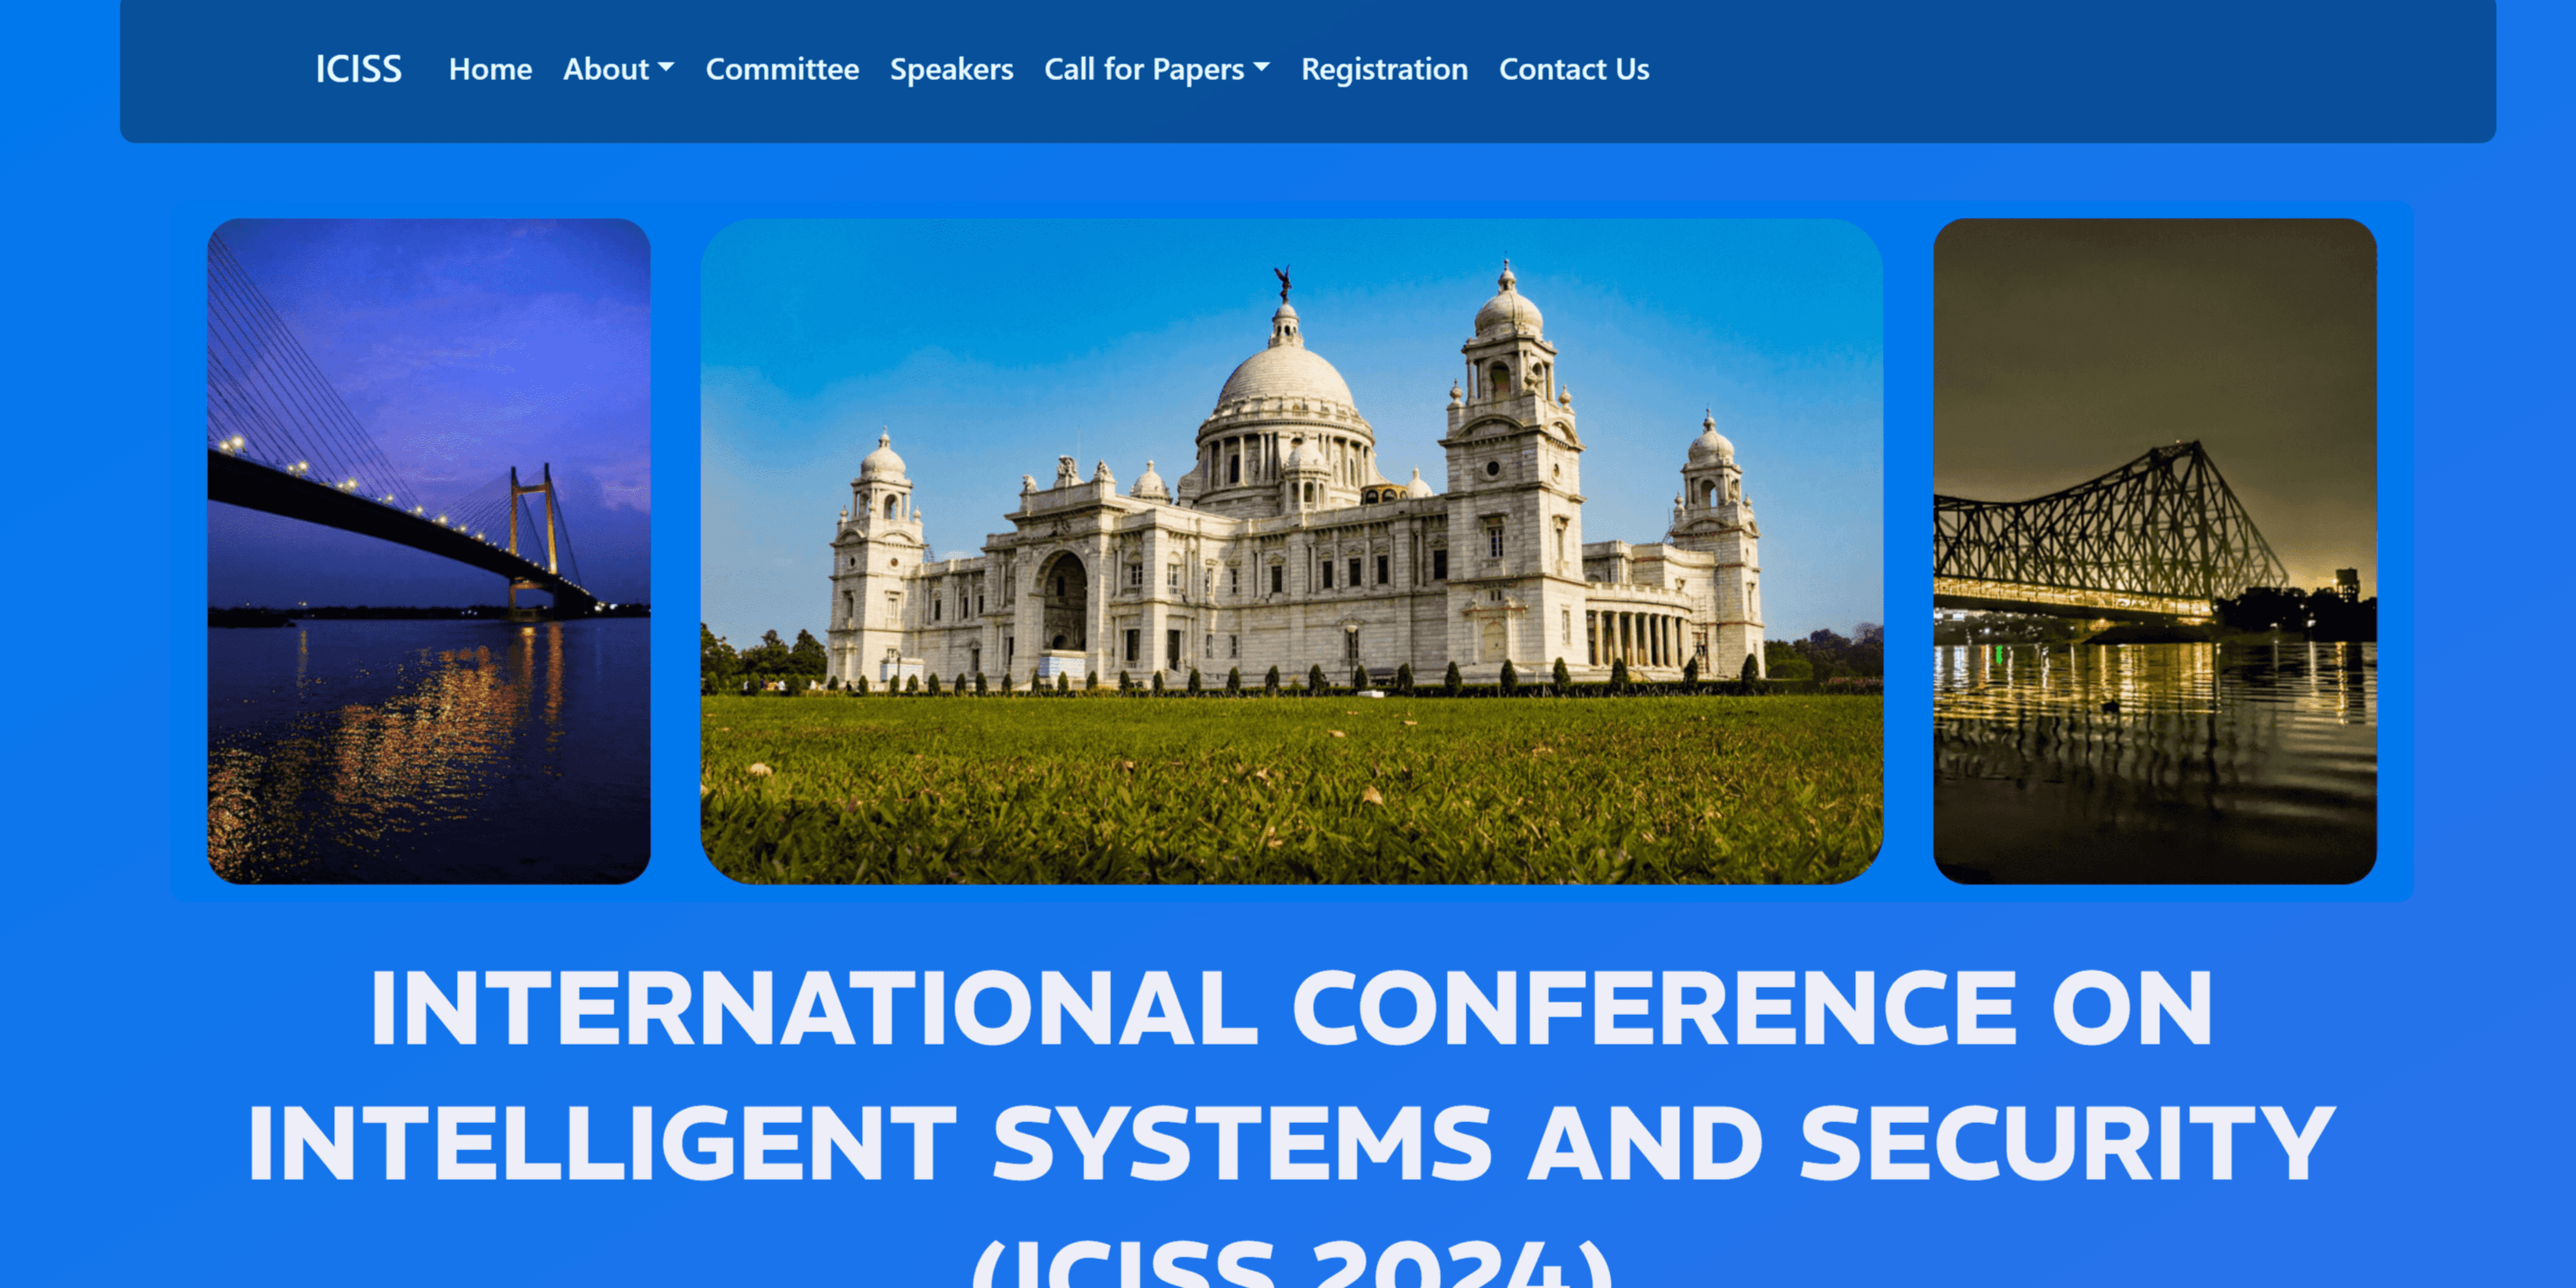 ICISS Home About Committee Speakers Call for Papers Registration Contact Us
INTERNATIONAL CONFERENCE ON
INTELLIGENT SYSTEMS AND SECURITY
(ICISS 2024)